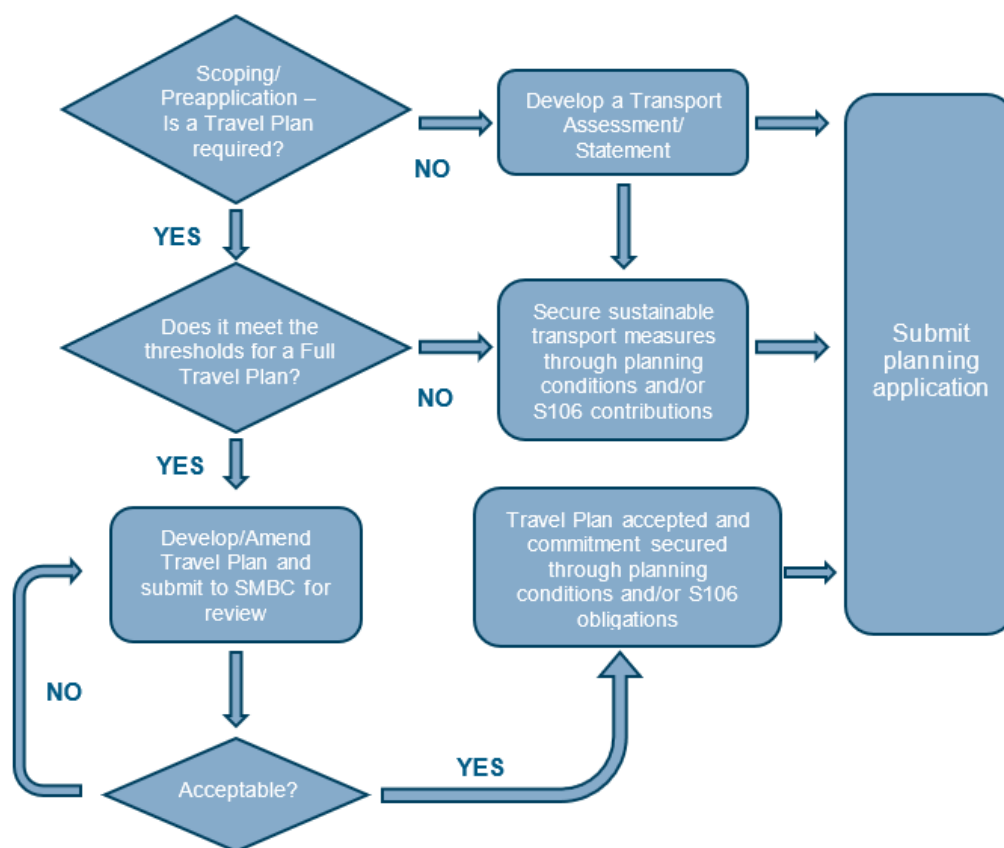 Scoping/
Preapplication –
Is a Travel Plan
required?
NO
Develop a Transport
Assessment/
Statement
YES
Does it meet the
thresholds for a Full
Travel Plan?
NO
Secure sustainable
transport measures
through planning
conditions and/or
S106 contributions
Submit
planning
application
YES
Develop/Amend
Travel Plan and
submit to SMBC for
review
Travel Plan accepted and
commitment secured
through planning
conditions and/or S106
obligations
NO
Acceptable?
YES